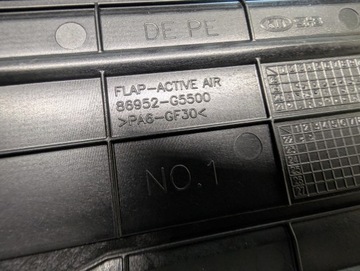 DE PE
FLAP-ACTIVE AIR
86952-G5500
>PA6-GF30<
NO.1